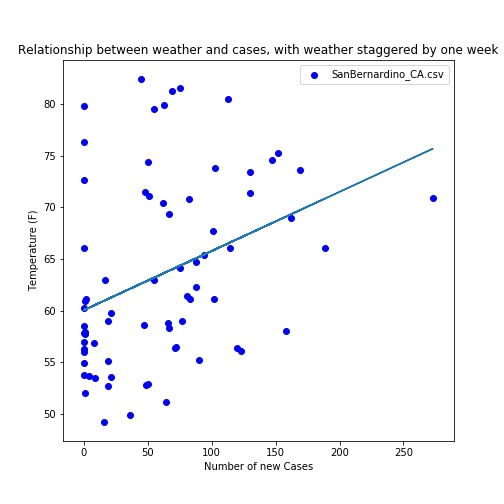 Relationship between weather and cases, with weather staggered by one week
SanBernardino_CA.csv
Temperature (F)
80
75
70
65
60
55
50
0 50 100 150 200 250
Number of new Cases